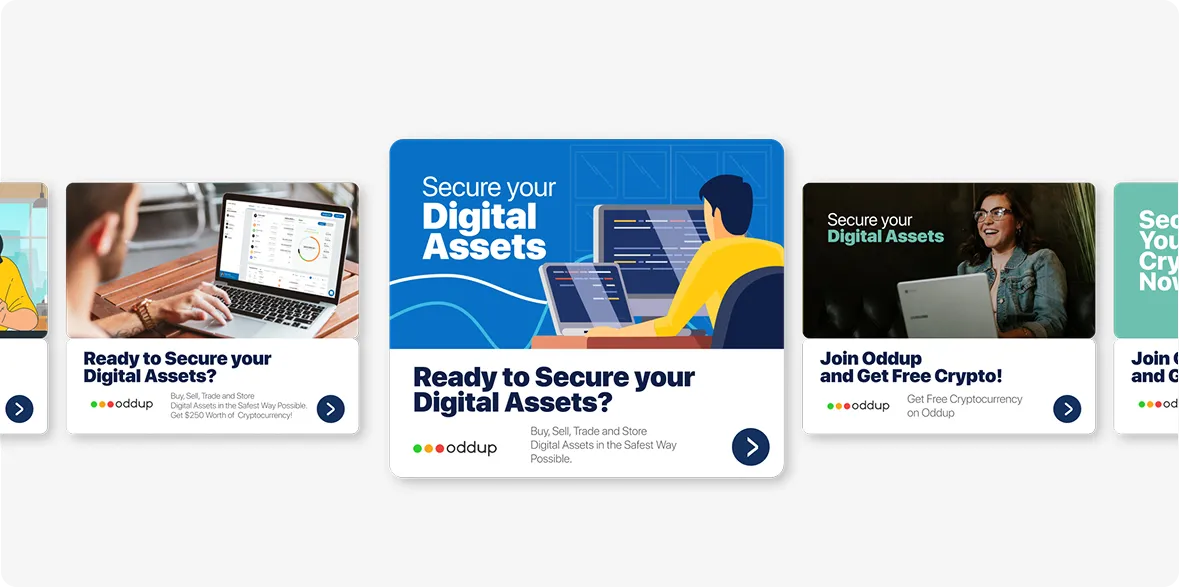 Ready to Secure your
Digital Assets?
oddup
Buy, Sell, Trade and Store
Digital Assets in the Safest Way Possible.
Get $250 Worth of Cryptocurrency!
Secure your
Digital
Assets
Ready to Secure your
Digital Assets?
oddup
Buy, Sell, Trade and Store
Digital Assets in the Safest Way
Possible.
Secure your
Digital Assets
Join Oddup
and Get Free Crypto!
oddup
Get Free Cryptocurrency
on Oddup
You
Join
and